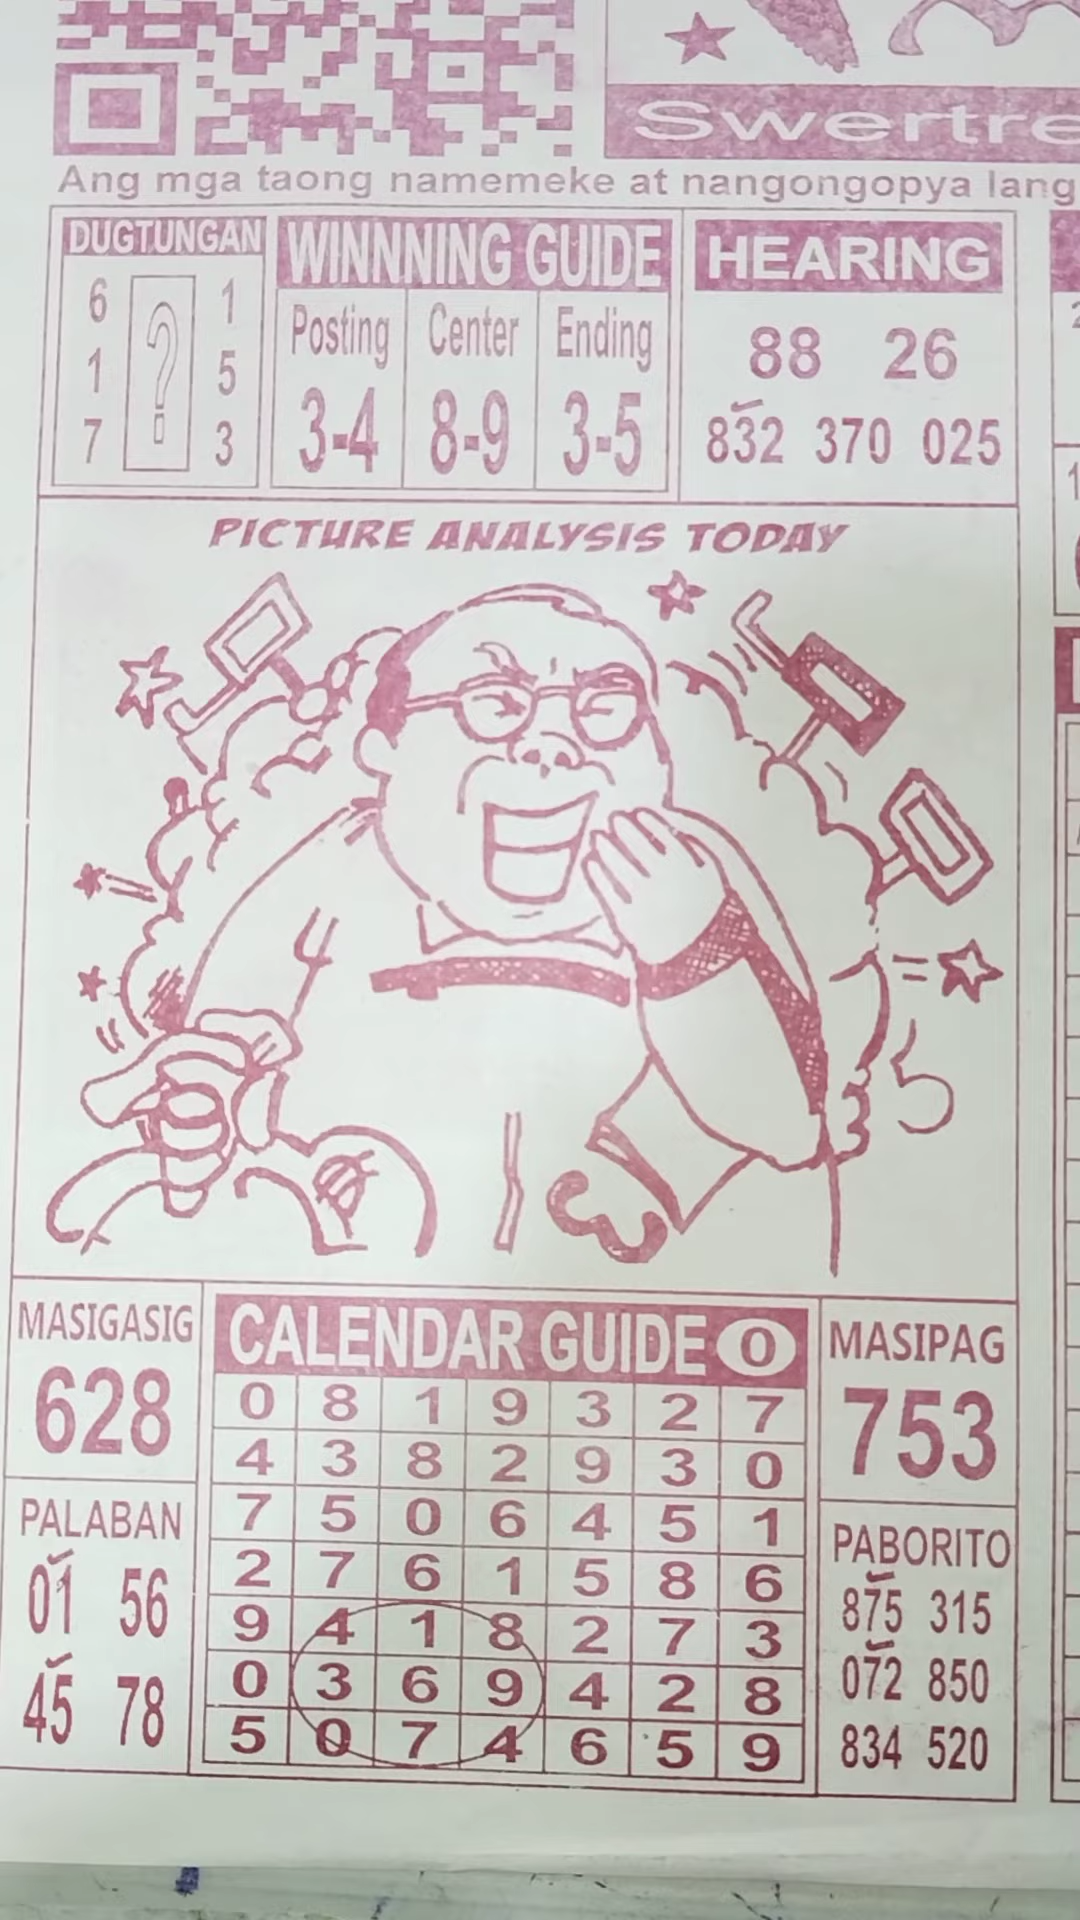 Swertre
Ang mga taong namemeke at nangongopya lang
DUGTUNGAN
6 ? 1
1 5
7 3
WINNNING GUIDE
Posting Center Ending
3-4 8-9 3-5
HEARING
88 26
832 370 025
PICTURE ANALYSIS TODAY
4
5
3
MASIGASIG
628
PALABAN
01 56
45 78
CALENDAR GUIDE 0
0 8 1 9 3 2 7
4 3 8 2 9 3 0
7 5 0 6 4 5 1
2 7 6 1 5 8 6
9 4 1 8 2 7 3
0 3 6 9 4 2 8
5 0 7 4 6 5 9
MASIPAG
753
PABORITO
875 315
072 850
834 520